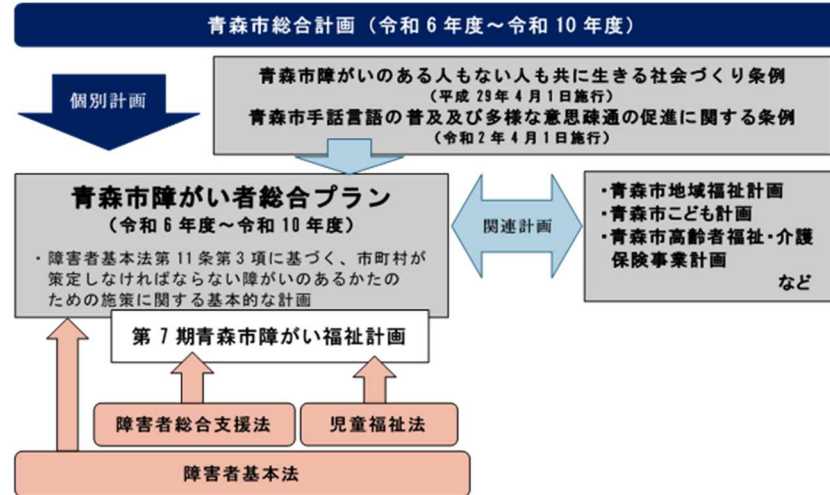 青森市総合計画（令和６年度～令和10年度）
個別計画
青森市障がいのある人もない人も共に生きる社会づくり条例
（平成29年４月１日施行）
青森市手話言語の普及及び多様な意思疎通の促進に関する条例
（令和２年４月１日施行）
青森市障がい者総合プラン
（令和６年度～令和10年度）
・障害者基本法第11条第３項に基づく、市町村が
策定しなければならない障がいのあるかたの
ための施策に関する基本的な計画
関連計画
・青森市地域福祉計画
・青森市こども計画
・青森市高齢者福祉・介護
保険事業計画
など
第７期青森市障がい福祉計画
障害者総合支援法
児童福祉法
障害者基本法